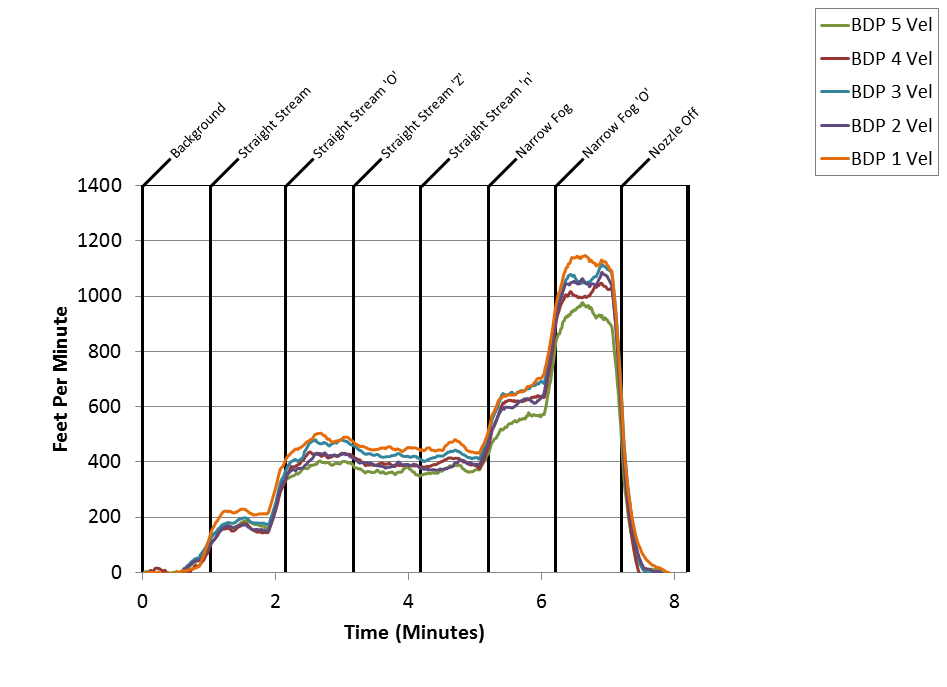 BDP 5 Vel
BDP 4 Vel
BDP 3 Vel
BDP 2 Vel
BDP 1 Vel
Background
Straight Stream
Straight Stream 'O'
Straight Stream 'Z'
Straight Stream 'n'
Narrow Fog
Narrow Fog 'O'
Nozzle Off
1400
1200
1000
800
600
400
200
0
Feet Per Minute
0 2 4 6 8
Time (Minutes)